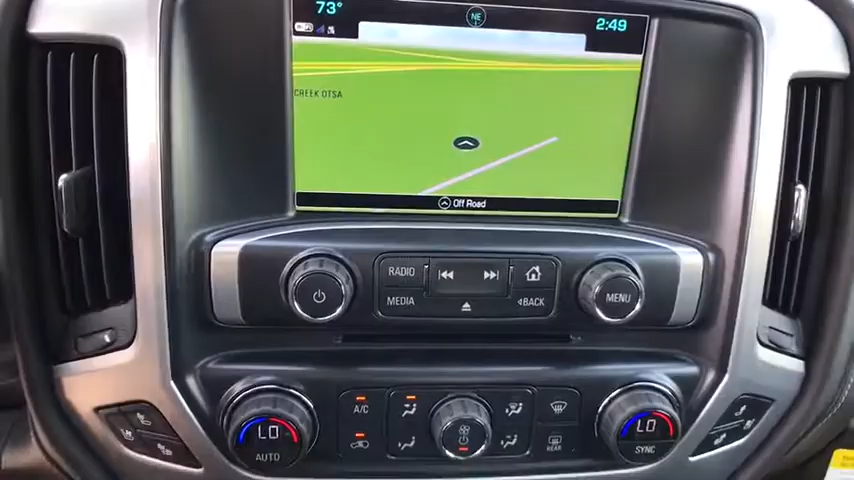 73°
NE
2:49
CREEK OTSA
Off Road
RADIO
MEDIA
BACK
MENU
LO
AUTO
A/C
REAR
LO
SYNC